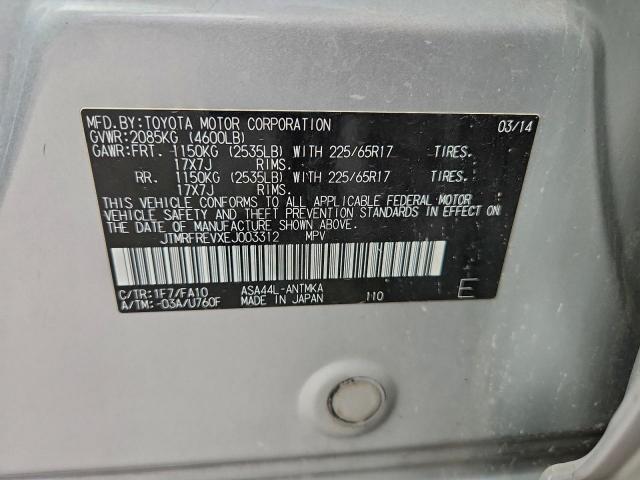 MFD.BY:TOYOTA MOTOR CORPORATION 03/14
GVWR:2085KG (4600LB)
GAWR:FRT. 1150KG (2535LB) WITH 225/65R17 TIRES.
17X7J RIMS.
RR. 1150KG (2535LB) WITH 225/65R17 TIRES.
17X7J RIMS.
THIS VEHICLE CONFORMS TO ALL APPLICABLE FEDERAL MOTOR
VEHICLE SAFETY AND THEFT PREVENTION STANDARDS IN EFFECT ON
THE DATE OF MANUFACTURE SHOWN ABOVE.
JTMRFREVXEJ003312 MPV
C/TR:1F7/FA10 ASA44L-ANTMKA
A/TM:-03A/U760F MADE IN JAPAN 110 E